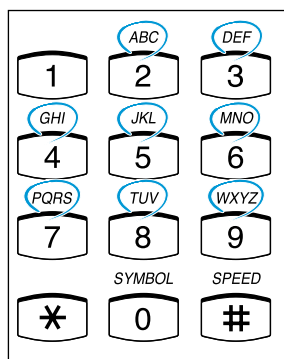 ABC DEF
1 2 3
GHI JKL MNO
4 5 6
PQRS TUV WXYZ
7 8 9
SYMBOL SPEED
* 0 #